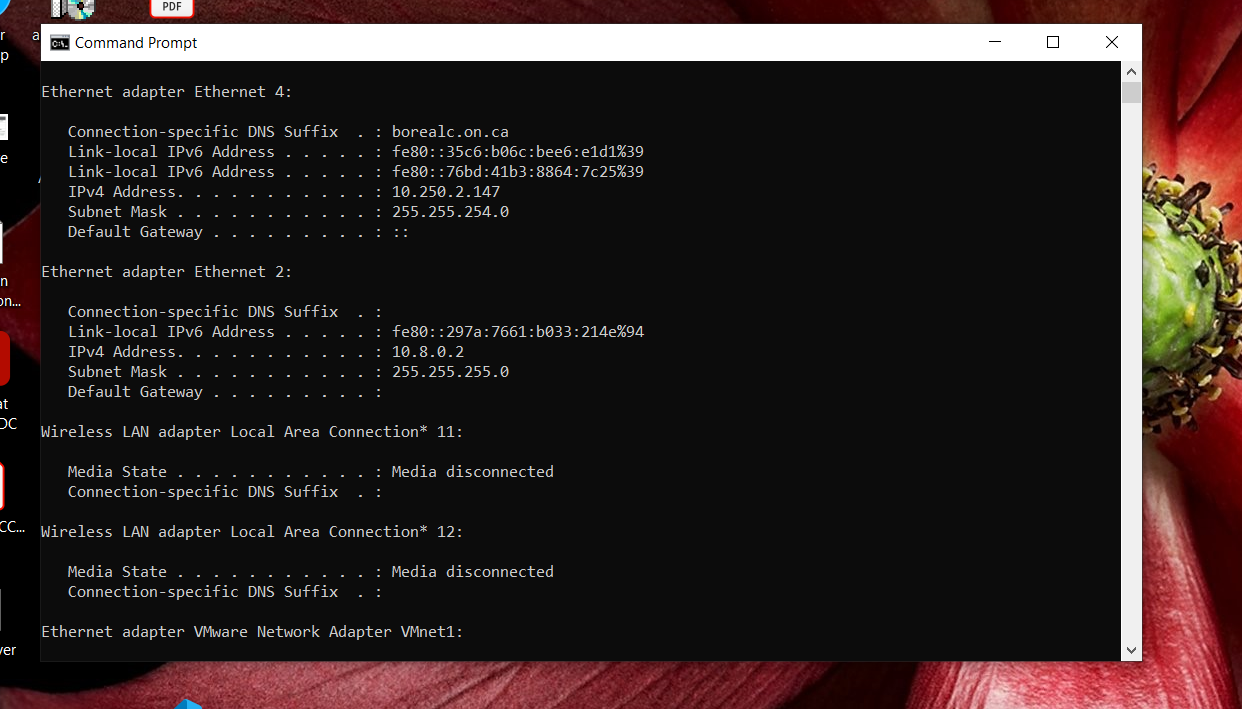 PDF
Command Prompt
Ethernet adapter Ethernet 4:
Connection-specific DNS Suffix . : borealc.on.ca
Link-local IPv6 Address . . . . . : fe80::35c6:b06c:bee6:e1d1%39
Link-local IPv6 Address . . . . . : fe80::76bd:41b3:8864:7c25%39
IPv4 Address. . . . . . . . . . . : 10.250.2.147
Subnet Mask . . . . . . . . . . . : 255.255.254.0
Default Gateway . . . . . . . . . : ::
Ethernet adapter Ethernet 2:
Connection-specific DNS Suffix . :
Link-local IPv6 Address . . . . . : fe80::297a:7661:b033:214e%94
IPv4 Address. . . . . . . . . . . : 10.8.0.2
Subnet Mask . . . . . . . . . . . : 255.255.255.0
Default Gateway . . . . . . . . . :
Wireless LAN adapter Local Area Connection* 11:
Media State . . . . . . . . . . . : Media disconnected
Connection-specific DNS Suffix . :
Wireless LAN adapter Local Area Connection* 12:
Media State . . . . . . . . . . . : Media disconnected
Connection-specific DNS Suffix . :
Ethernet adapter VMware Network Adapter VMnet1: